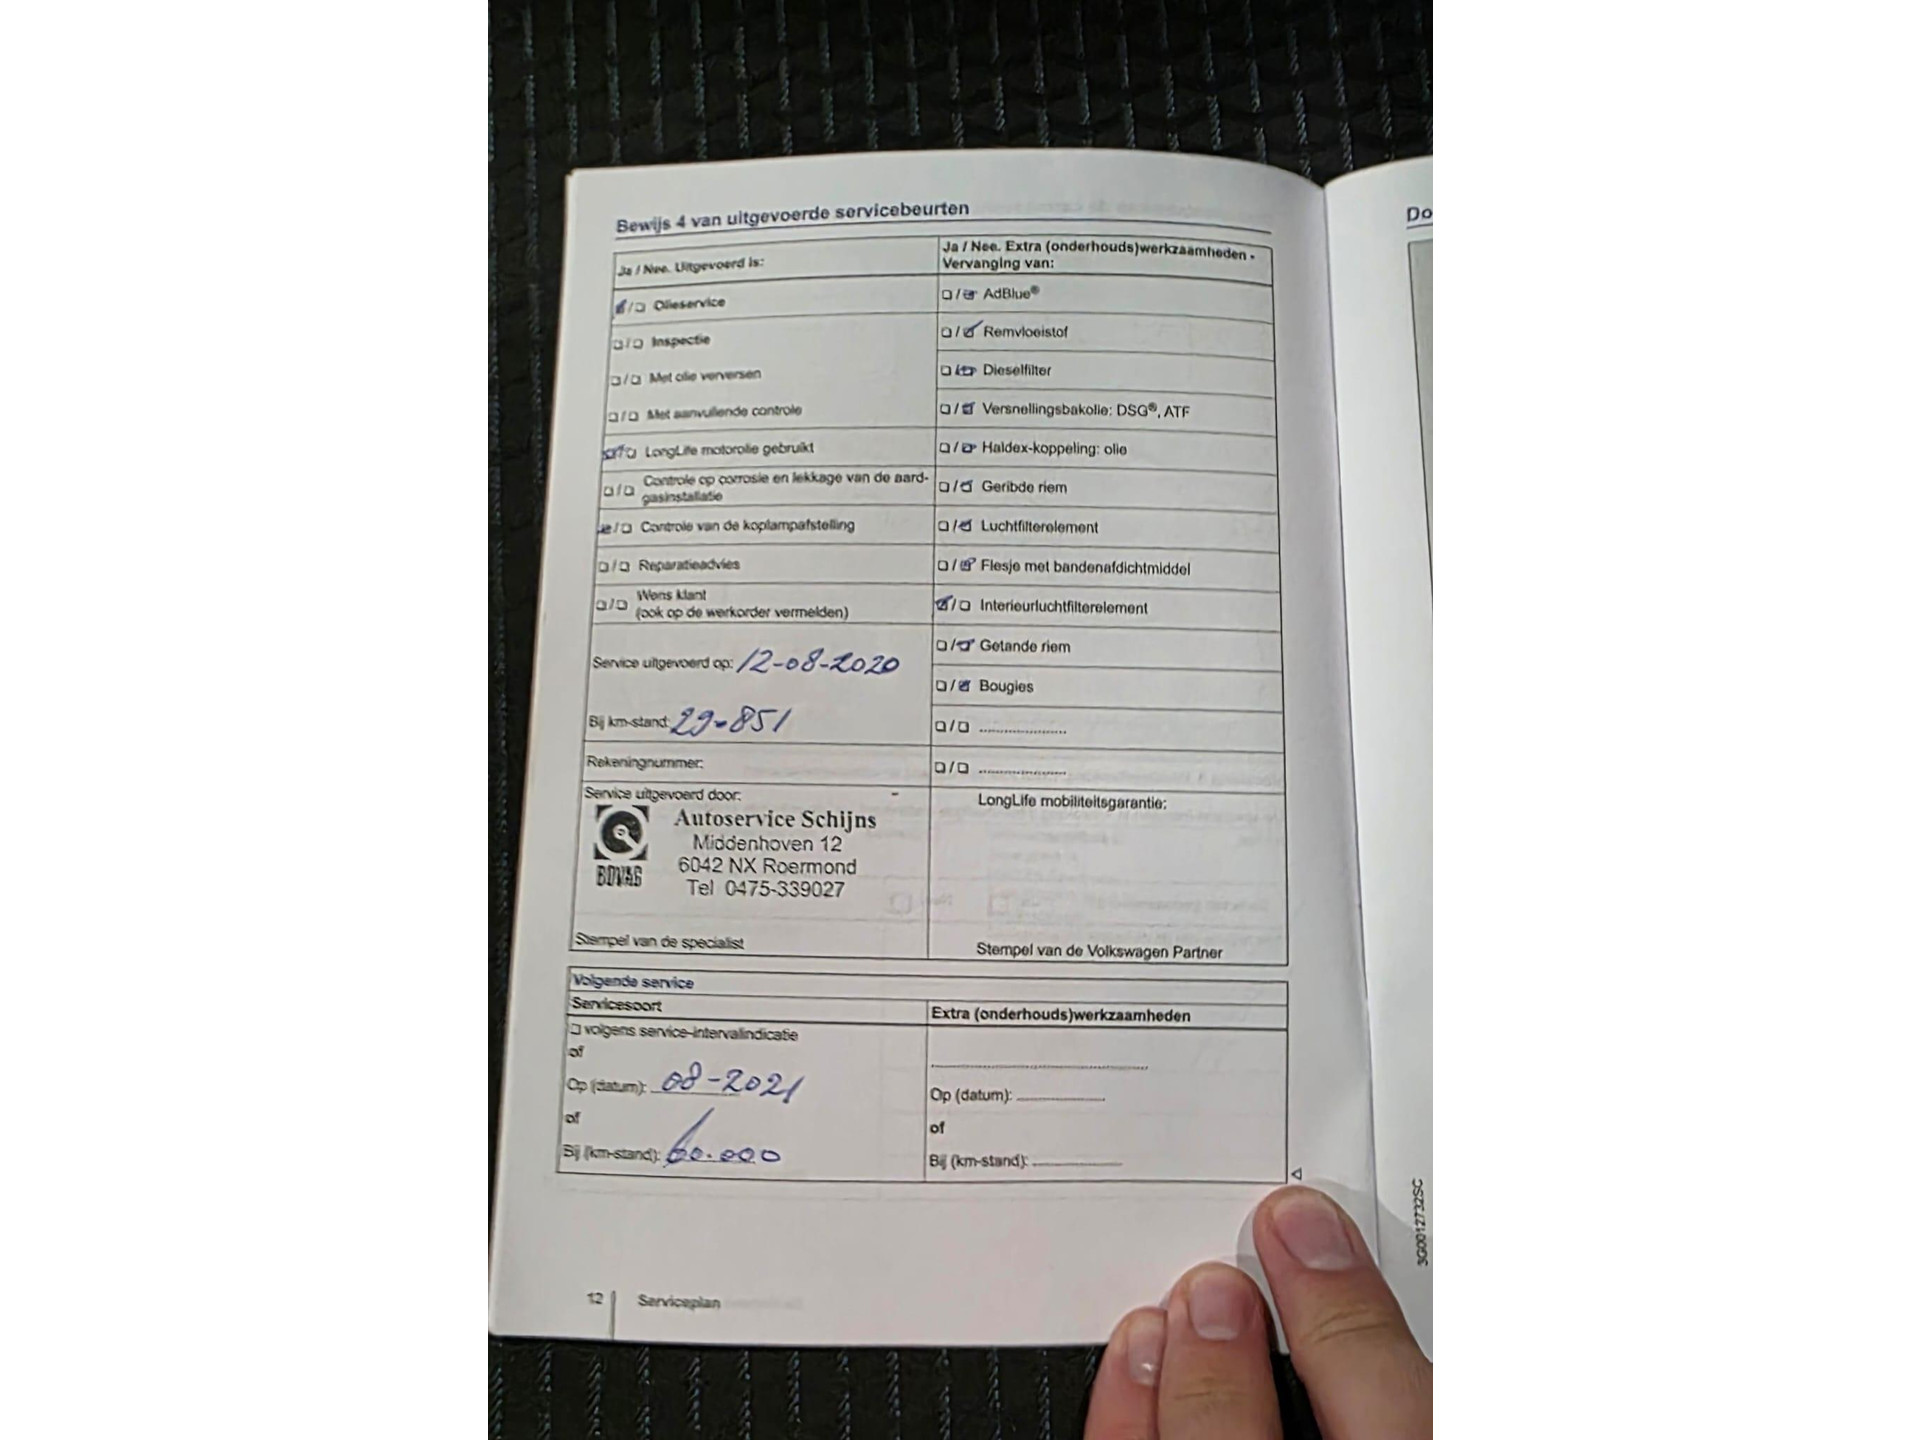 Bewijs 4 van uitgevoerde servicebeurten
Ja / Nee. Uitgevoerd is:
☑/☐ Olieservice
☐/☐ Inspectie
☐/☐ Met olie verversen
☐/☐ Met aanvullende controle
☑/☐ LongLife motorolie gebruikt
☐/☐ Controle op corrosie en lekkage van de aard-
gasinstallatie
☑/☐ Controle van de koplampafstelling
☐/☐ Reparatieadvies
☐/☐ Wens klant
(ook op de werkorder vermelden)
Service uitgevoerd op: 12-08-2020
Bij km-stand: 29-851
Rekeningnummer:
Service uitgevoerd door:
BOVAG
Autoservice Schijns
Middenhoven 12
6042 NX Roermond
Tel 0475-339027
Stempel van de specialist
Ja / Nee. Extra (onderhouds)werkzaamheden -
Vervanging van:
☐/☑ AdBlue®
☐/☑ Remvloeistof
☐/☑ Dieselfilter
☐/☑ Versnellingsbakolie: DSG®, ATF
☐/☑ Haldex-koppeling: olie
☐/☑ Geribde riem
☐/☑ Luchtfilterelement
☐/☑ Flesje met bandenafdichtmiddel
☑/☐ Interieurluchtfilterelement
☐/☑ Getande riem
☐/☑ Bougies
☐/☐ ......................
☐/☐ ......................
LongLife mobiliteitsgarantie:
Stempel van de Volkswagen Partner
Volgende service
Servicesoort
☐ volgens service-intervalindicatie
of
Op (datum): 08-2021
of
Bij (km-stand): 60.000
Extra (onderhouds)werkzaamheden
......................................................
Op (datum): ......................
of
Bij (km-stand): ......................
12 Serviceplan
Do
3G0012732SC